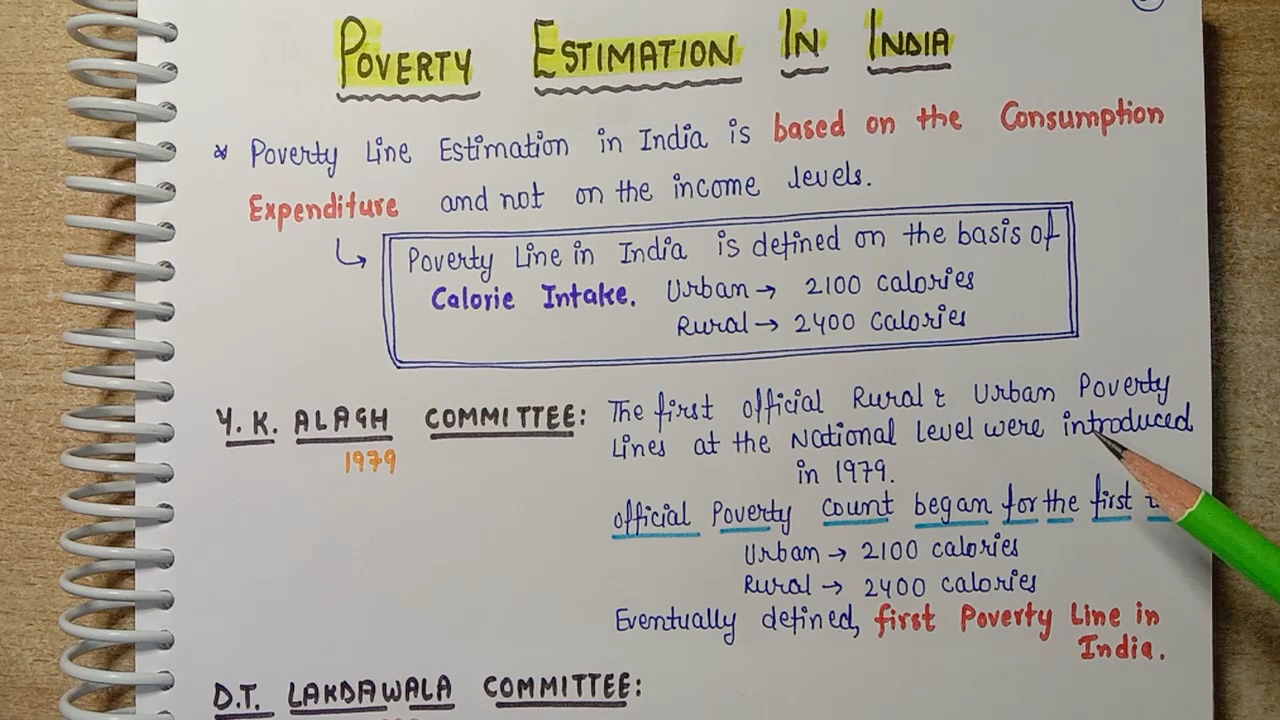 POVERTY ESTIMATION IN INDIA
* Poverty Line Estimation in India is based on the Consumption
Expenditure and not on the income levels.
↳ Poverty Line in India is defined on the basis of
Calorie Intake. Urban → 2100 calories
Rural → 2400 calories
Y. K. ALAGH COMMITTEE:
1979
The first official Rural & Urban Poverty
Lines at the National level were introduced
in 1979.
official Poverty count began for the first
Urban → 2100 calories
Rural → 2400 calories
Eventually defined, first Poverty Line in
India.
D.T. LAKDAWALA COMMITTEE: